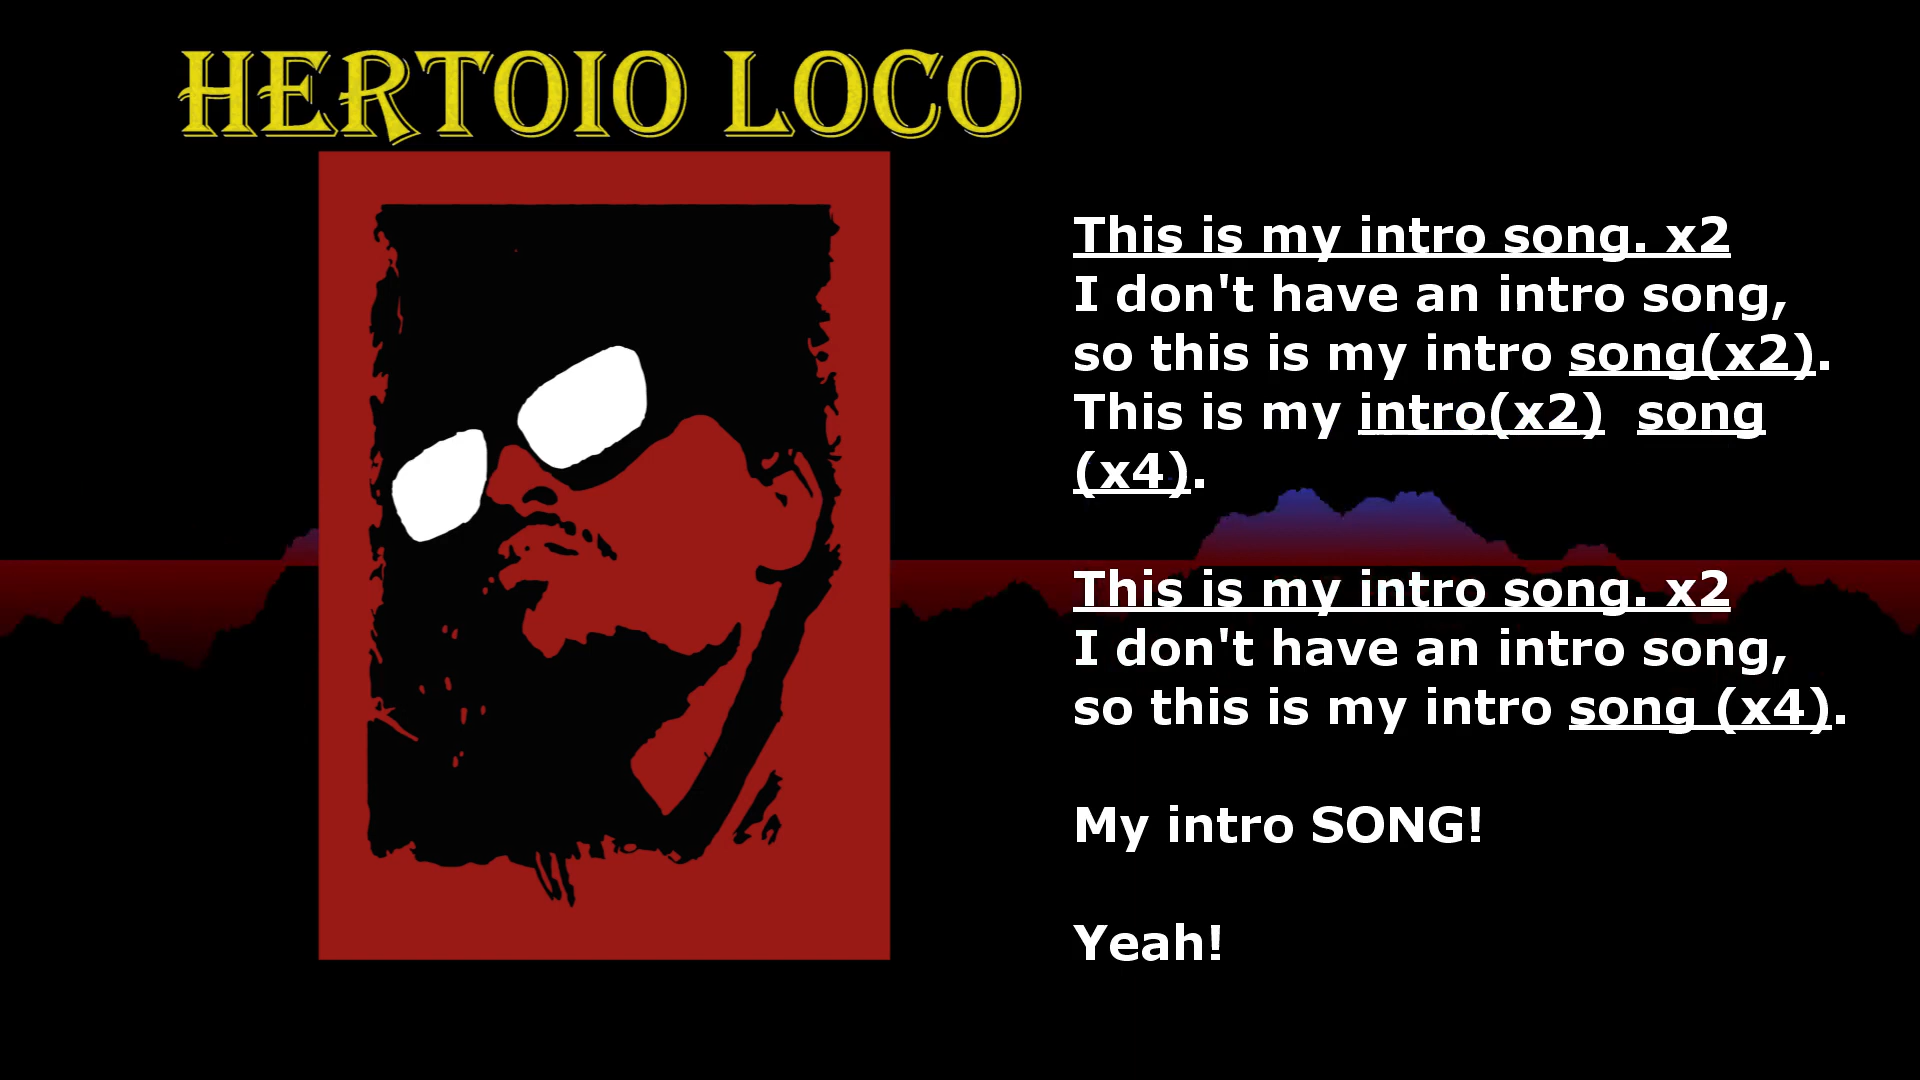 HERTOIO LOCO
This is my intro song. x2
I don't have an intro song,
so this is my intro song(x2).
This is my intro(x2)  song
(x4).
This is my intro song. x2
I don't have an intro song,
so this is my intro song (x4).
My intro SONG!
Yeah!